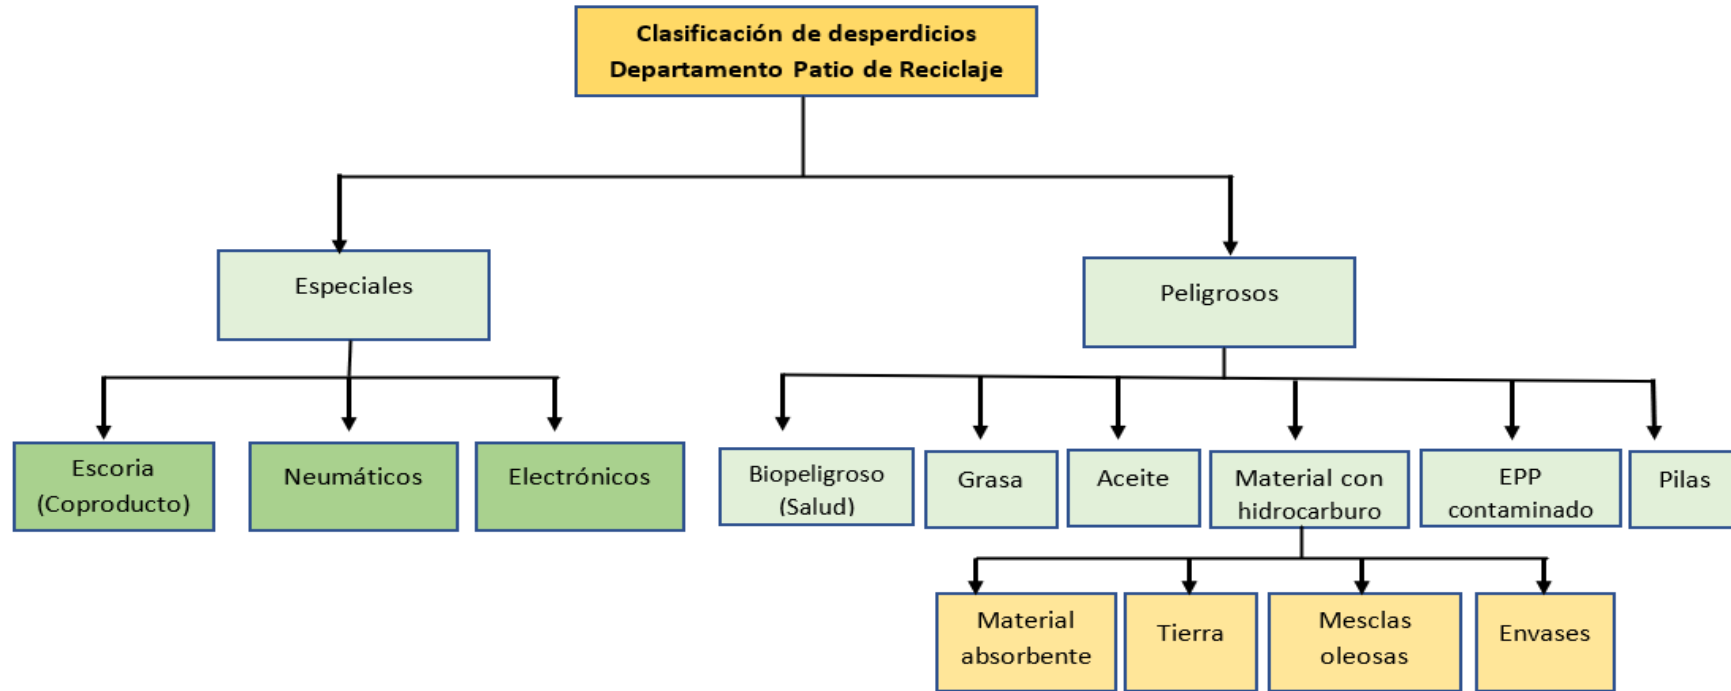 Clasificación de desperdicios
Departamento Patio de Reciclaje
Especiales
Peligrosos
Escoria
(Coproducto)
Neumáticos
Electrónicos
Biopeligroso
(Salud)
Grasa
Aceite
Material con
hidrocarburo
EPP
contaminado
Pilas
Material
absorbente
Tierra
Mesclas
oleosas
Envases